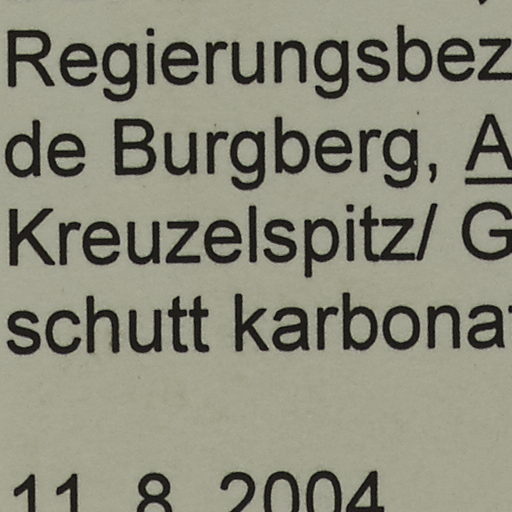 Regierungsbez
de Burgberg, A
Kreuzelspitz/ G
schutt karbona
11. 8. 2004